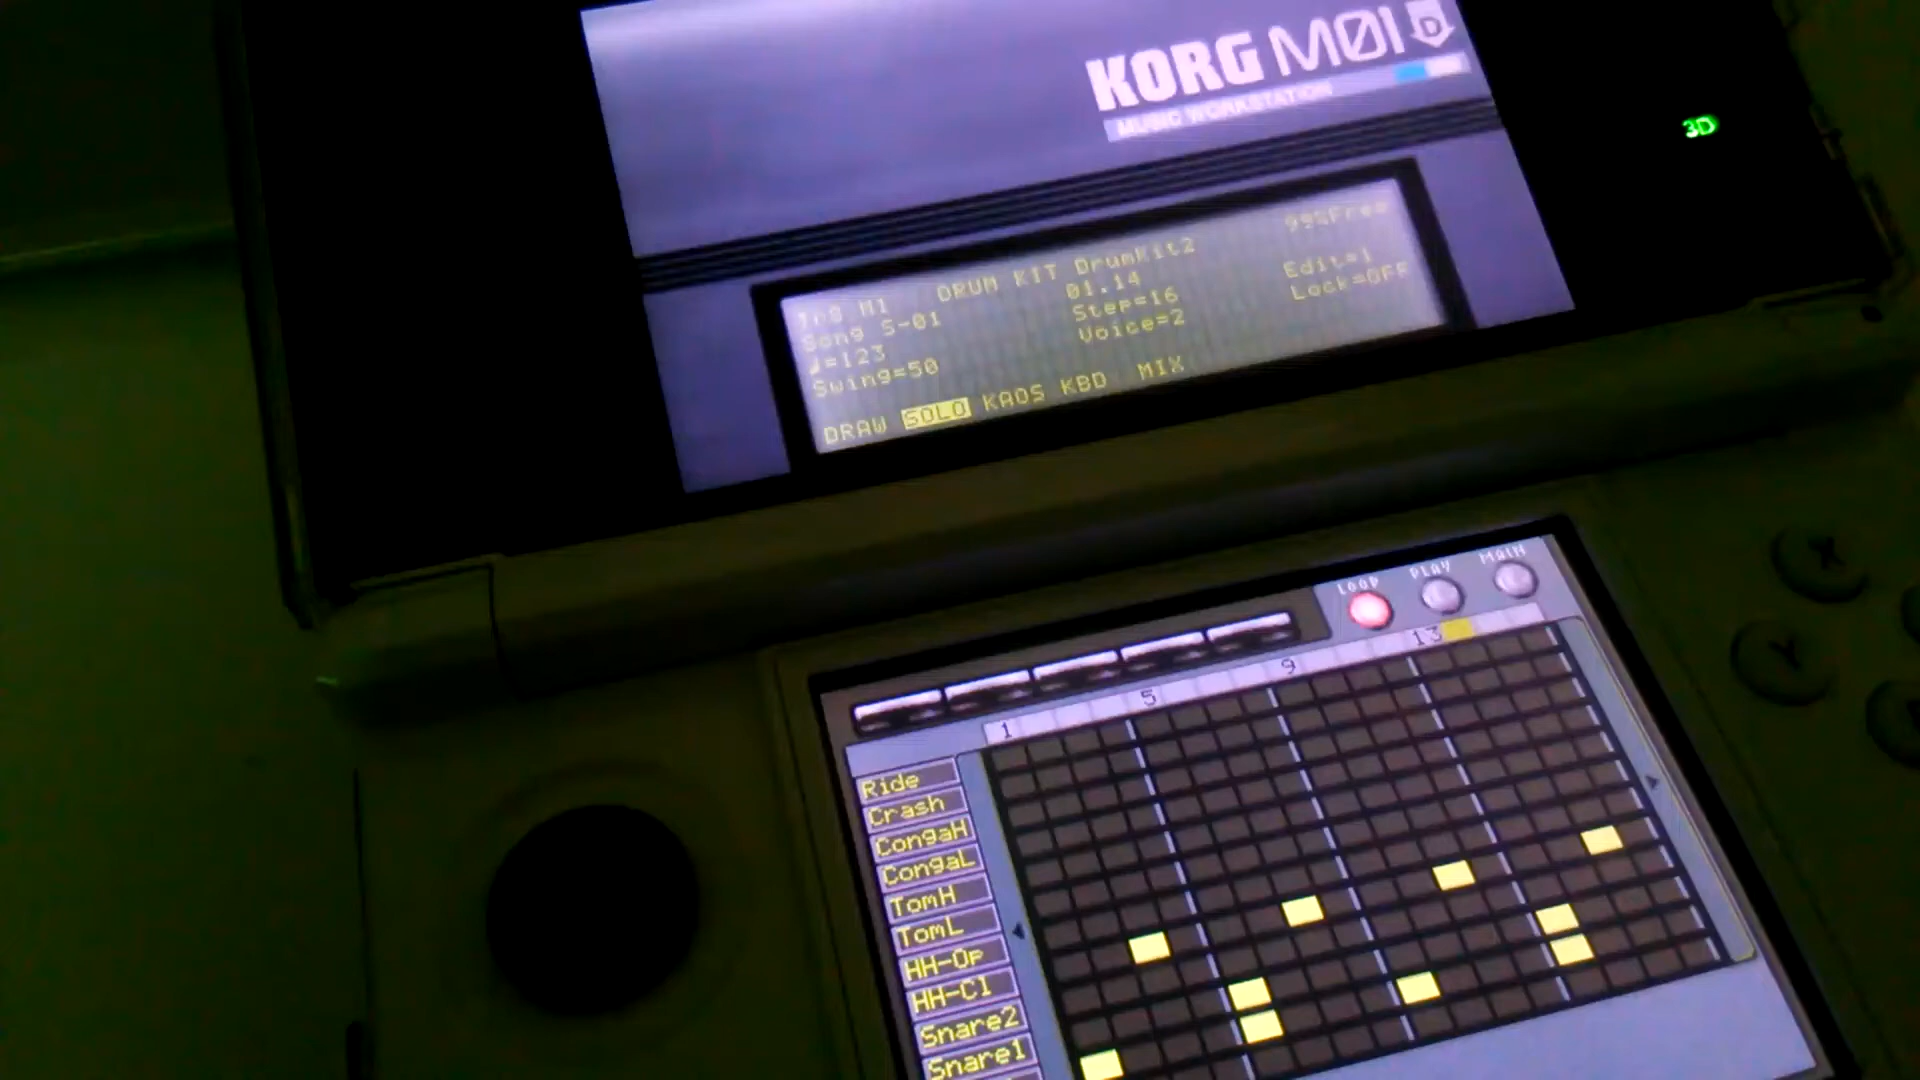 KORG M01 D
MUSIC WORKSTATION
3D
99%Free
Tr8 M1 DRUM KIT DrumKit2
Song S-01 01.14 Edit=1
♩=123 Step=16 Lock=OFF
Swing=50 Voice=2
DRAW SOLO KAOS KBD MIX
LOOP PLAY MAIN
1 5 9 13
Ride
Crash
CongaH
CongaL
TomH
TomL
HH-Op
HH-Cl
Snare2
Snare1
X
Y